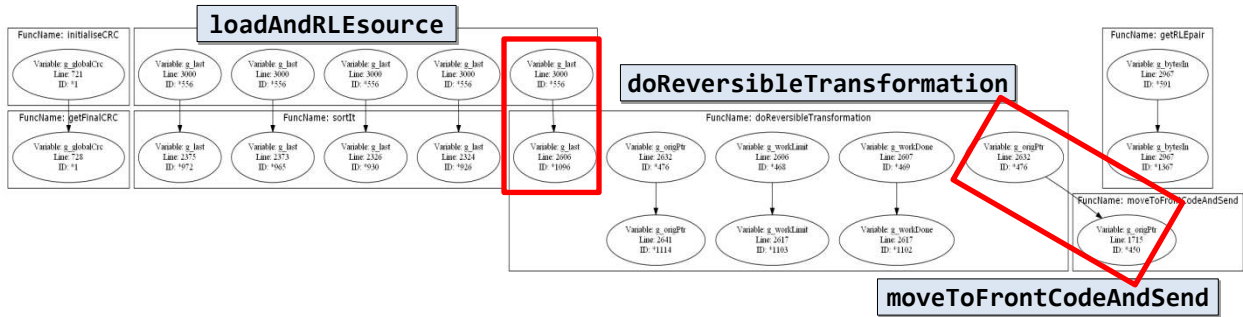 loadAndRLEsource
FuncName: initialiseCRC
Variable: g_globalCrc
Line: 721
ID: *1
Variable: g_last
Line: 3000
ID: *556
Variable: g_last
Line: 3000
ID: *556
Variable: g_last
Line: 3000
ID: *556
Variable: g_last
Line: 3000
ID: *556
Variable: g_last
Line: 3000
ID: *556
FuncName: getRLEpair
Variable: g_bytesIn
Line: 2967
ID: *591
doReversibleTransformation
FuncName: getFinalCRC
Variable: g_globalCrc
Line: 728
ID: *1
FuncName: sortIt
Variable: g_last
Line: 2375
ID: *972
Variable: g_last
Line: 2373
ID: *965
Variable: g_last
Line: 2326
ID: *930
Variable: g_last
Line: 2324
ID: *926
FuncName: doReversibleTransformation
Variable: g_last
Line: 2606
ID: *1096
Variable: g_origPtr
Line: 2632
ID: *476
Variable: g_workLimit
Line: 2606
ID: *468
Variable: g_workDone
Line: 2607
ID: *469
Variable: g_origPtr
Line: 2632
ID: *476
Variable: g_bytesIn
Line: 2967
ID: *1367
Variable: g_origPtr
Line: 2641
ID: *1114
Variable: g_workLimit
Line: 2617
ID: *1103
Variable: g_workDone
Line: 2617
ID: *1102
FuncName: moveToFrontCodeAndSend
Variable: g_origPtr
Line: 1715
ID: *450
moveToFrontCodeAndSend